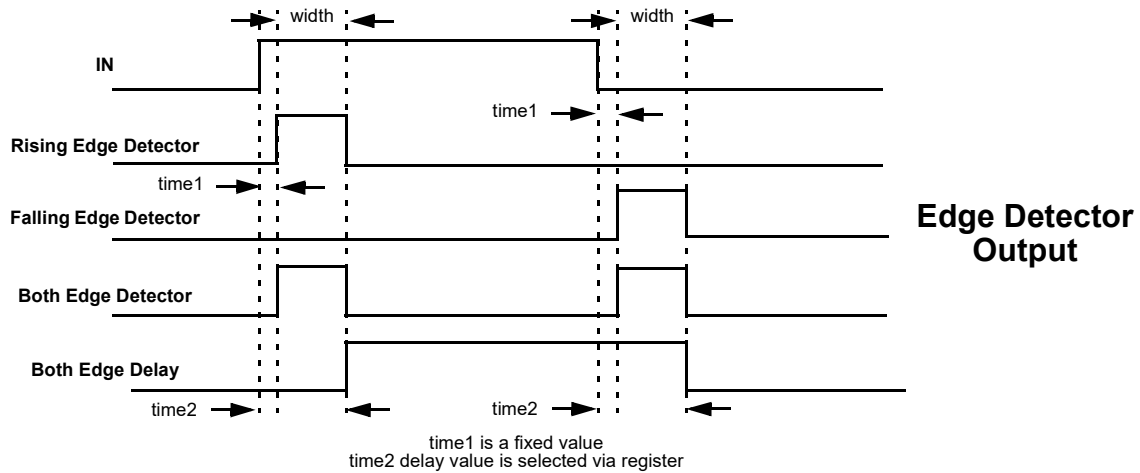 width
width
IN
time1
Rising Edge Detector
time1
Falling Edge Detector
Edge Detector
Output
Both Edge Detector
Both Edge Delay
time2
time2
time1 is a fixed value
time2 delay value is selected via register